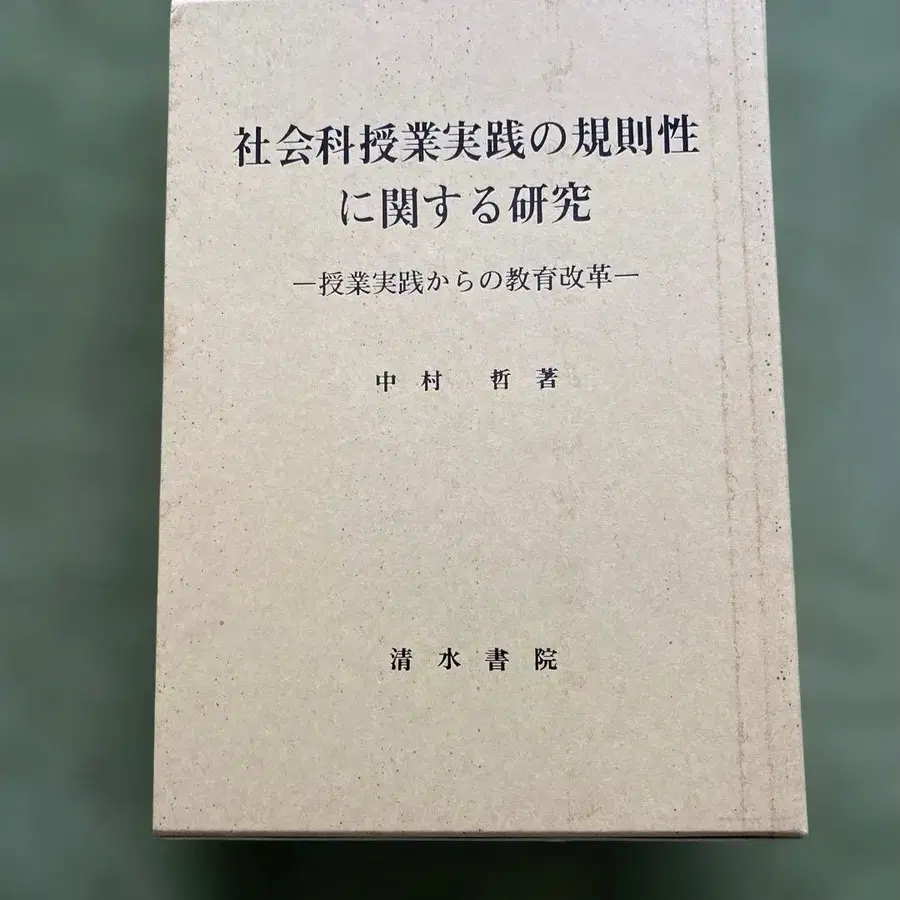 社会科授業実践の規則性
に関する研究
―授業実践からの教育改革―
中村 哲著
清水書院